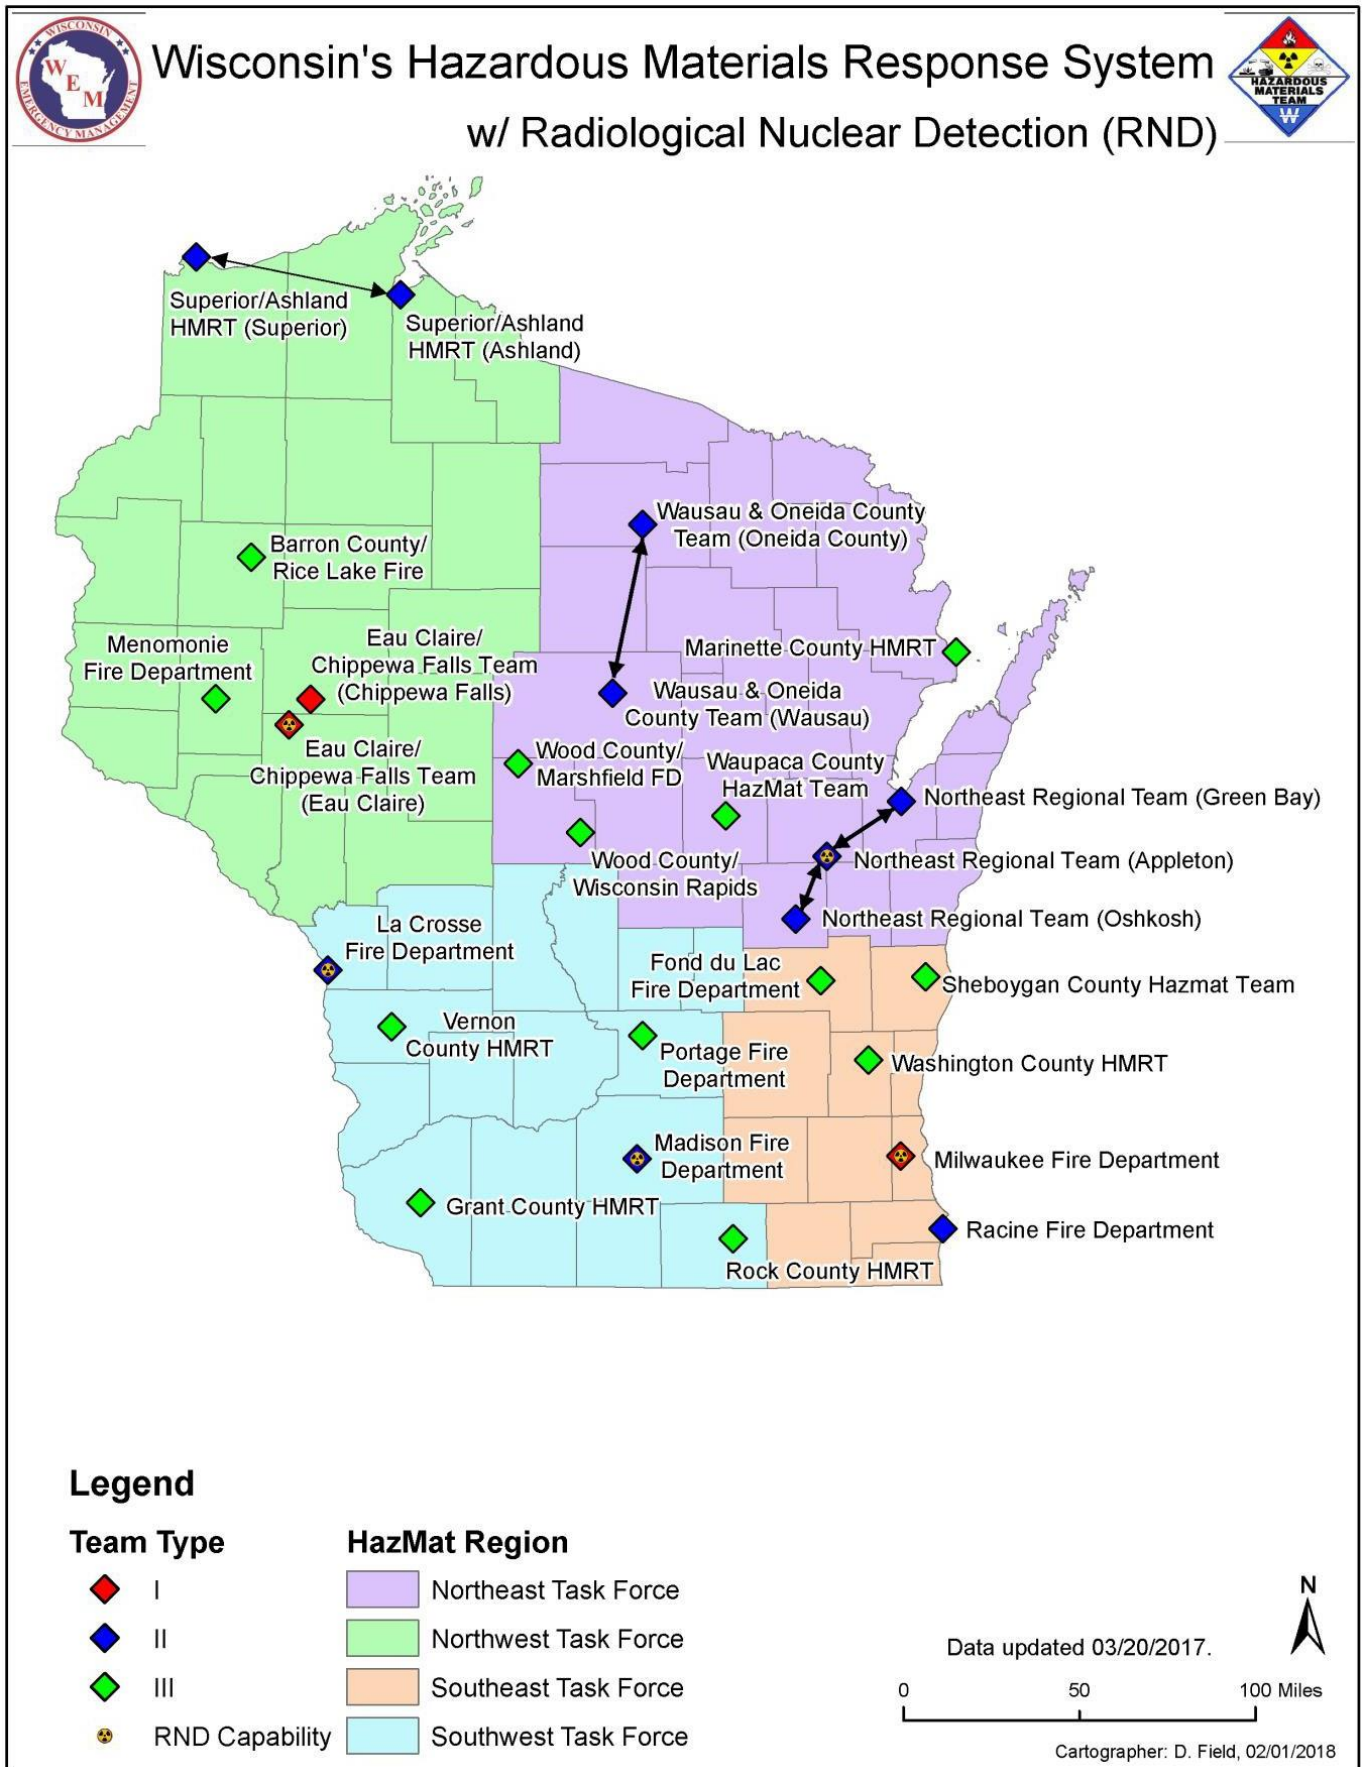 WISCONSIN
W
E
M
EMERGENCY MANAGEMENT
Wisconsin's Hazardous Materials Response System
w/ Radiological Nuclear Detection (RND)
HAZARDOUS
MATERIALS
TEAM
W
Superior/Ashland
HMRT (Superior)
Superior/Ashland
HMRT (Ashland)
Wausau & Oneida County
Team (Oneida County)
Barron County/
Rice Lake Fire
Menomonie
Fire Department
Eau Claire/
Chippewa Falls Team
(Chippewa Falls)
Marinette County HMRT
Wausau & Oneida
County Team (Wausau)
Eau Claire/
Chippewa Falls Team
(Eau Claire)
Wood County/
Marshfield FD
Waupaca County
HazMat Team
Northeast Regional Team (Green Bay)
Wood County/
Wisconsin Rapids
Northeast Regional Team (Appleton)
Northeast Regional Team (Oshkosh)
La Crosse
Fire Department
Fond du Lac
Fire Department
Sheboygan County Hazmat Team
Vernon
County HMRT
Portage Fire
Department
Washington County HMRT
Madison Fire
Department
Milwaukee Fire Department
Grant County HMRT
Racine Fire Department
Rock County HMRT
Legend
Team Type
I
II
III
RND Capability
HazMat Region
Northeast Task Force
Northwest Task Force
Southeast Task Force
Southwest Task Force
N
Data updated 03/20/2017.
0 50 100 Miles
Cartographer: D. Field, 02/01/2018